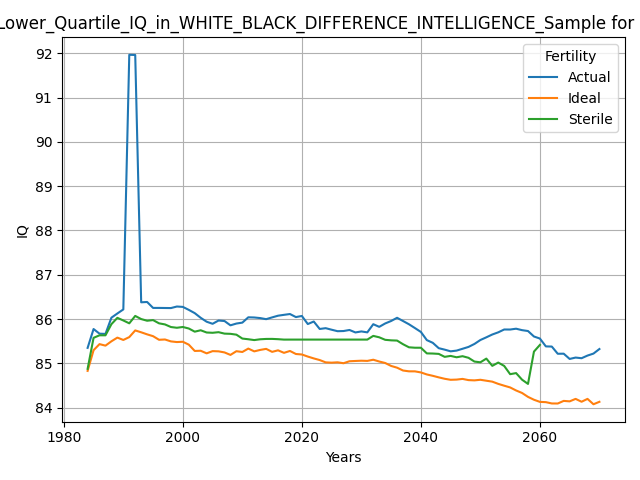 Lower_Quartile_IQ_in_WHITE_BLACK_DIFFERENCE_INTELLIGENCE_Sample for
Fertility
Actual
Ideal
Sterile
92
91
90
89
88
87
86
85
84
IQ
1980
2000
2020
2040
2060
Years